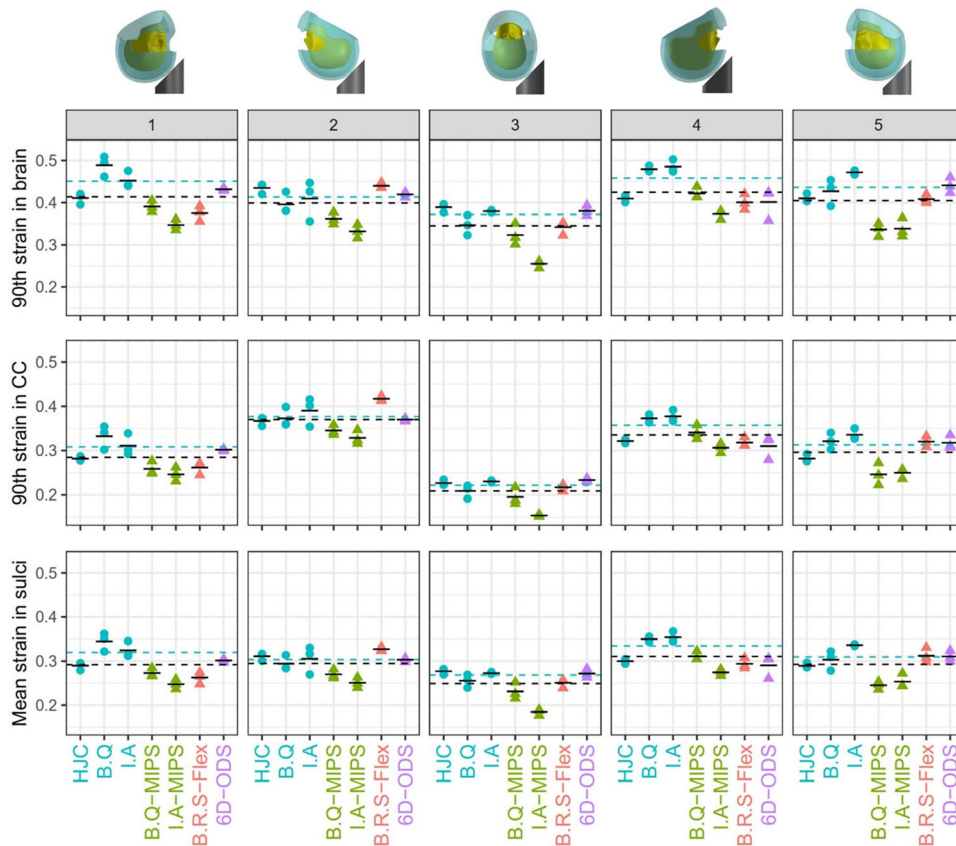 1 2 3 4 5
90th strain in brain
0.5
0.4
0.3
0.2
90th strain in CC
0.5
0.4
0.3
0.2
Mean strain in sulci
0.5
0.4
0.3
0.2
HJC B.Q I.A B.Q-MIPS I.A-MIPS B.R.S-Flex 6D-ODS HJC B.Q I.A B.Q-MIPS I.A-MIPS B.R.S-Flex 6D-ODS HJC B.Q I.A B.Q-MIPS I.A-MIPS B.R.S-Flex 6D-ODS HJC B.Q I.A B.Q-MIPS I.A-MIPS B.R.S-Flex 6D-ODS HJC B.Q I.A B.Q-MIPS I.A-MIPS B.R.S-Flex 6D-ODS